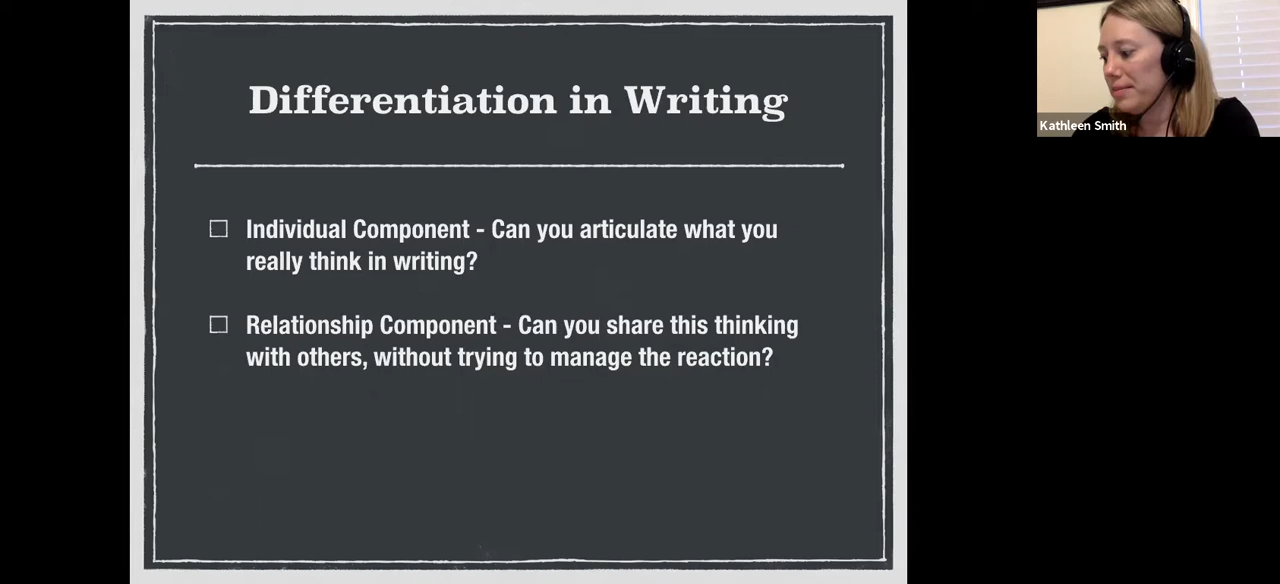 Differentiation in Writing
Individual Component - Can you articulate what you
really think in writing?
Relationship Component - Can you share this thinking
with others, without trying to manage the reaction?
Kathleen Smith